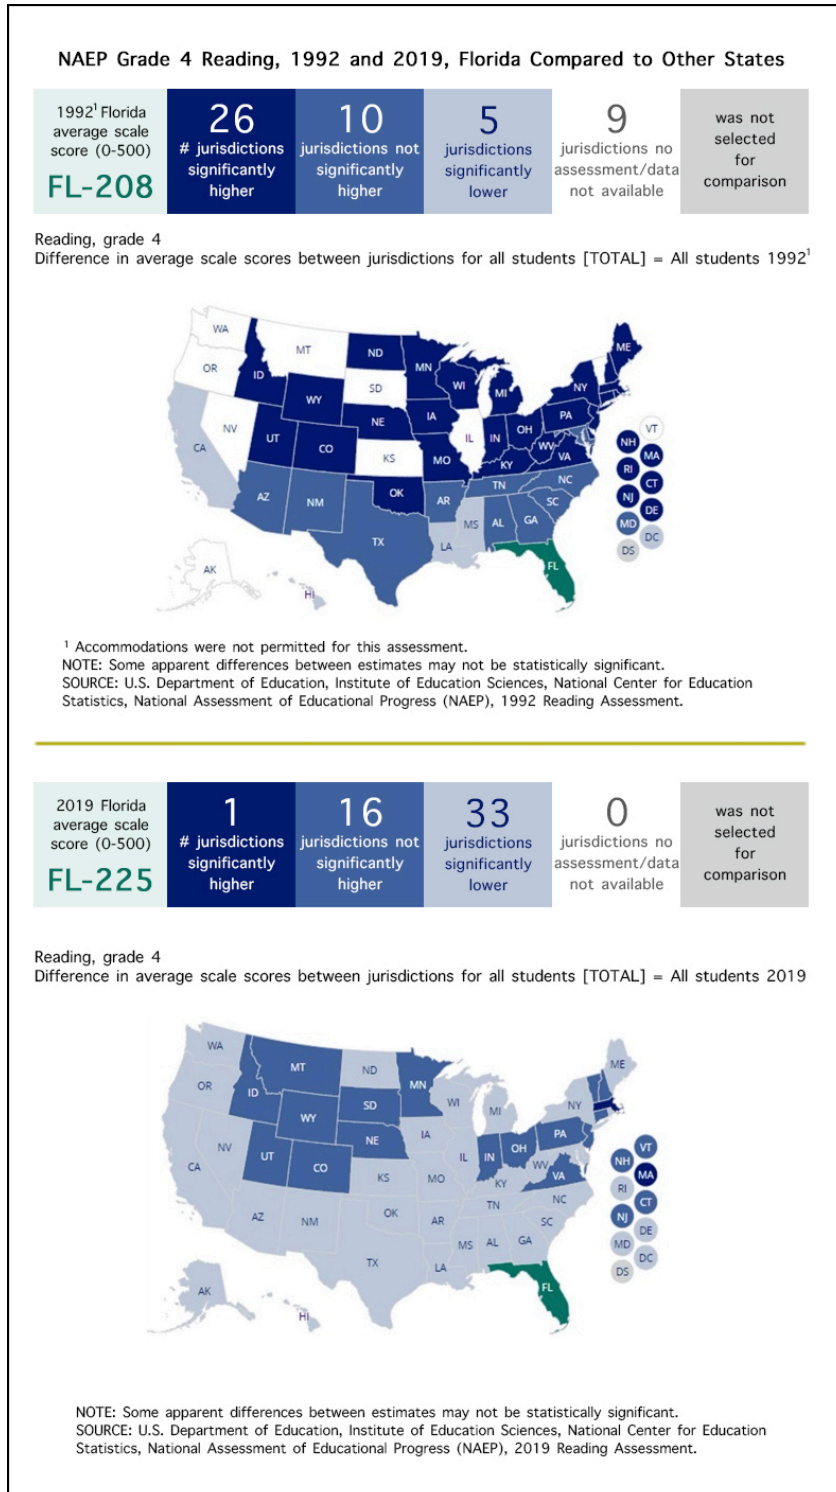 NAEP Grade 4 Reading, 1992 and 2019, Florida Compared to Other States
1992¹ Florida
average scale
score (0-500)
FL-208
26
# jurisdictions
significantly
higher
10
jurisdictions not
significantly
higher
5
jurisdictions
significantly
lower
9
jurisdictions no
assessment/data
not available
was not
selected
for
comparison
Reading, grade 4
Difference in average scale scores between jurisdictions for all students [TOTAL] = All students 1992¹
WA
MT
ND
MN
ME
OR
ID
SD
WI
MI
NY
WY
NE
IA
PA
NV
UT
CO
IL
IN
OH
CA
KS
MO
WV
VA
KY
AZ
NM
OK
AR
TN
NC
SC
TX
LA
MS
AL
GA
FL
AK
HI
VT
NH
MA
RI
CT
NJ
DE
MD
DC
DS
¹ Accommodations were not permitted for this assessment.
NOTE: Some apparent differences between estimates may not be statistically significant.
SOURCE: U.S. Department of Education, Institute of Education Sciences, National Center for Education
Statistics, National Assessment of Educational Progress (NAEP), 1992 Reading Assessment.
2019 Florida
average scale
score (0-500)
FL-225
1
# jurisdictions
significantly
higher
16
jurisdictions not
significantly
higher
33
jurisdictions
significantly
lower
0
jurisdictions no
assessment/data
not available
was not
selected
for
comparison
Reading, grade 4
Difference in average scale scores between jurisdictions for all students [TOTAL] = All students 2019
WA
MT
ND
MN
ME
OR
ID
SD
WI
MI
NY
WY
NE
IA
PA
NV
UT
CO
IL
IN
OH
CA
KS
MO
WV
VA
KY
AZ
NM
OK
AR
TN
NC
SC
TX
LA
MS
AL
GA
FL
AK
HI
VT
NH
MA
RI
CT
NJ
DE
MD
DC
DS
NOTE: Some apparent differences between estimates may not be statistically significant.
SOURCE: U.S. Department of Education, Institute of Education Sciences, National Center for Education
Statistics, National Assessment of Educational Progress (NAEP), 2019 Reading Assessment.